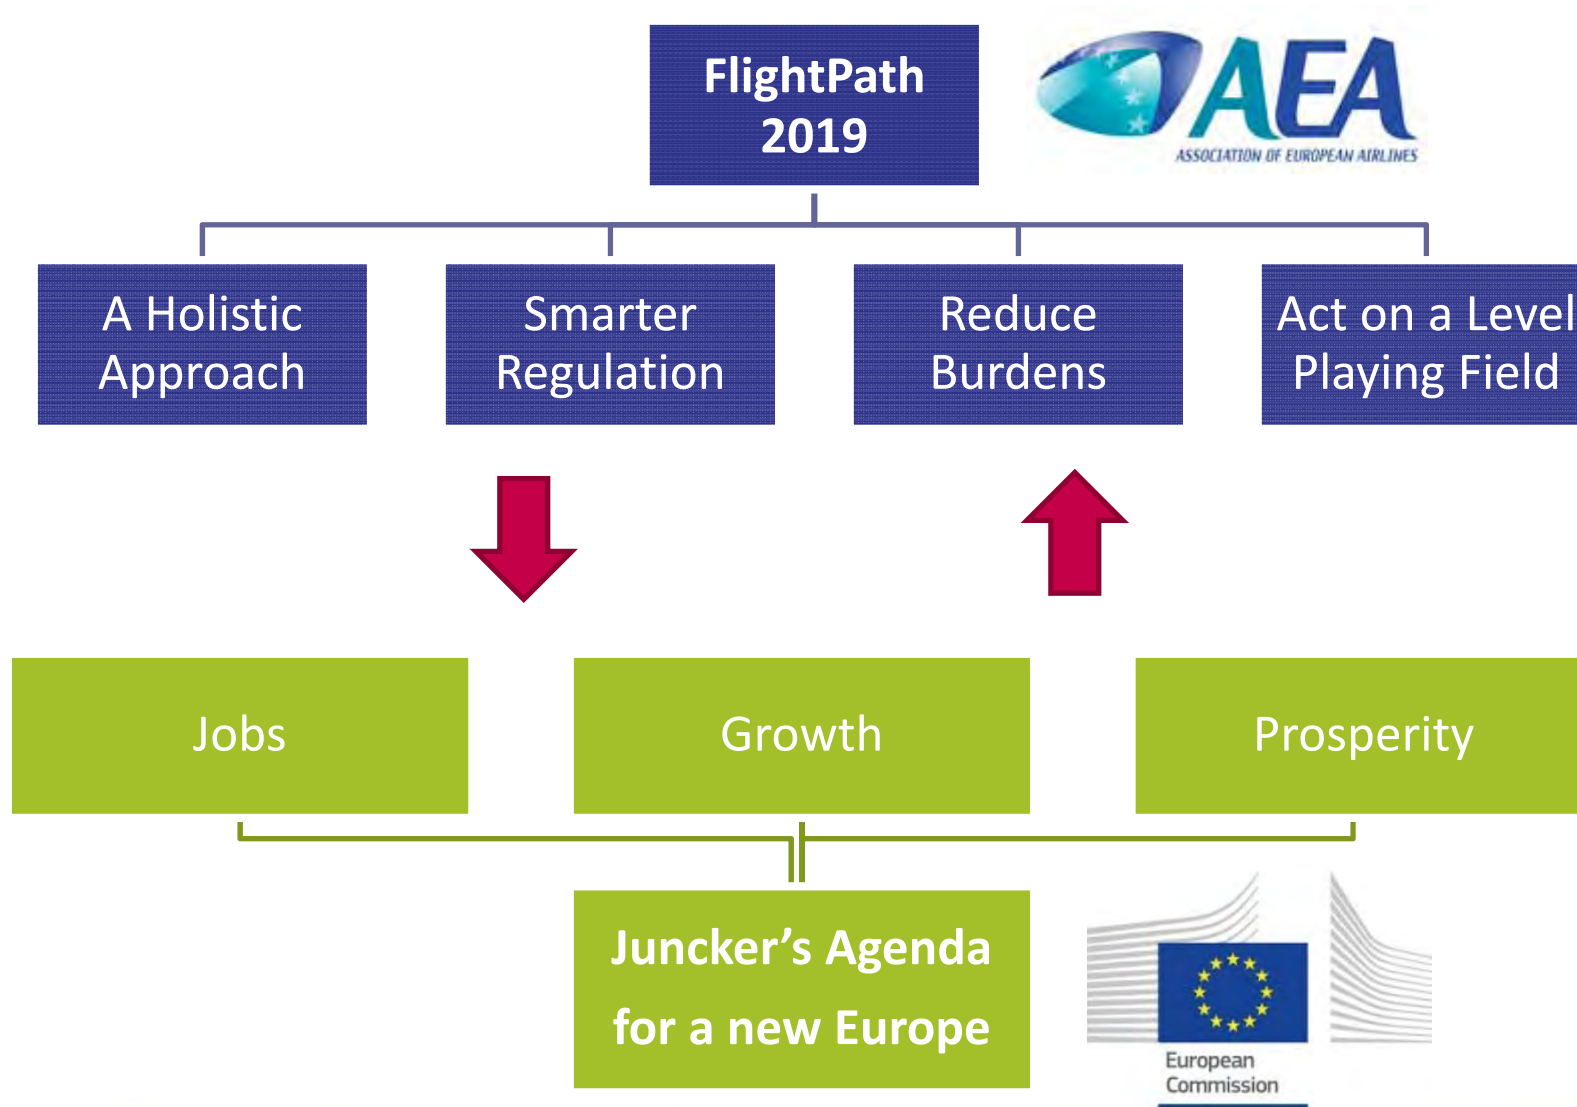 FlightPath
2019
AEA
ASSOCIATION OF EUROPEAN AIRLINES
A Holistic
Approach
Smarter
Regulation
Reduce
Burdens
Act on a Level
Playing Field
Jobs
Growth
Prosperity
Juncker’s Agenda
for a new Europe
European
Commission